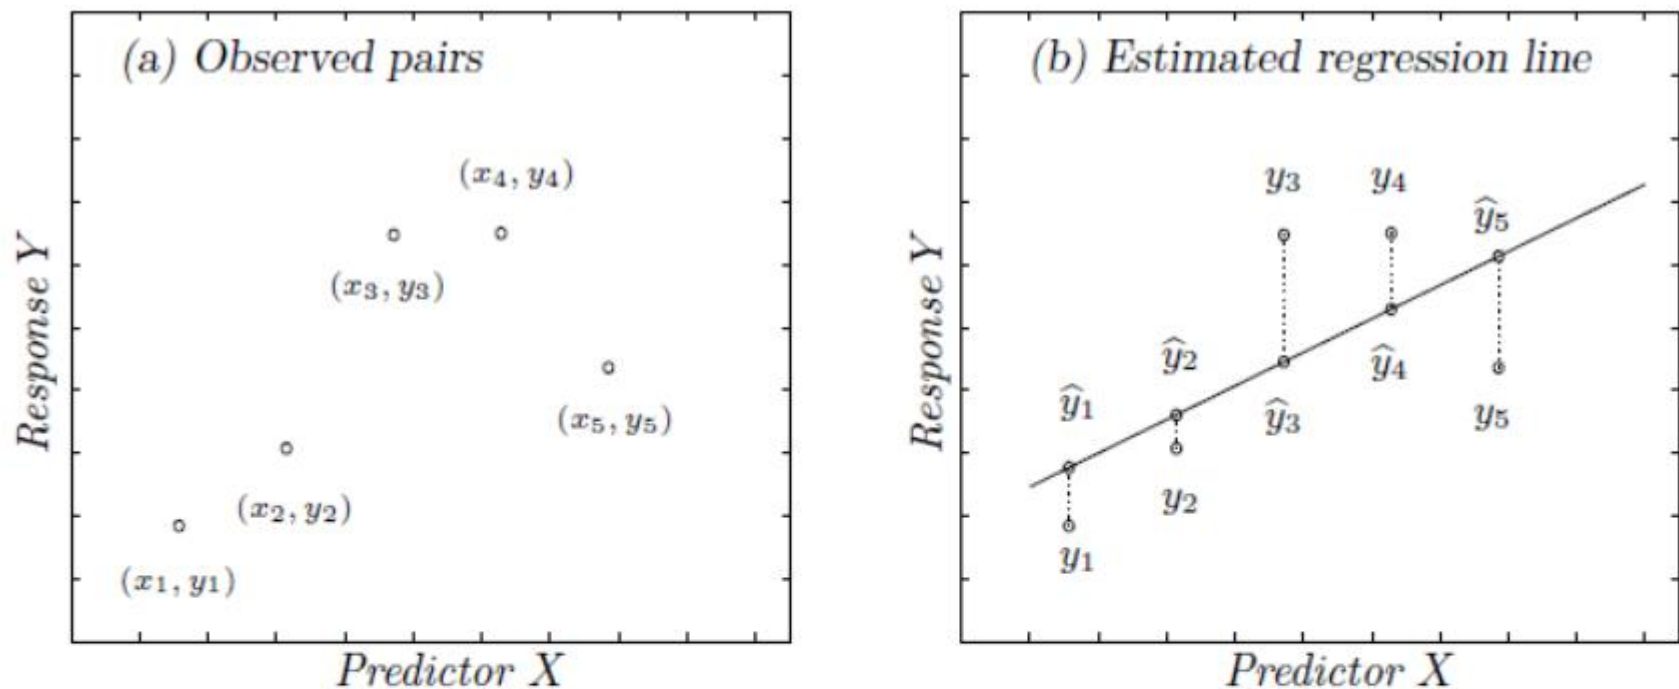 (a) Observed pairs
(x₄, y₄)
(x₃, y₃)
(x₅, y₅)
(x₂, y₂)
(x₁, y₁)
Response Y
Predictor X
(b) Estimated regression line
y₃
y₄
ŷ₅
ŷ₂
ŷ₄
ŷ₁
ŷ₃
y₅
y₂
y₁
Response Y
Predictor X